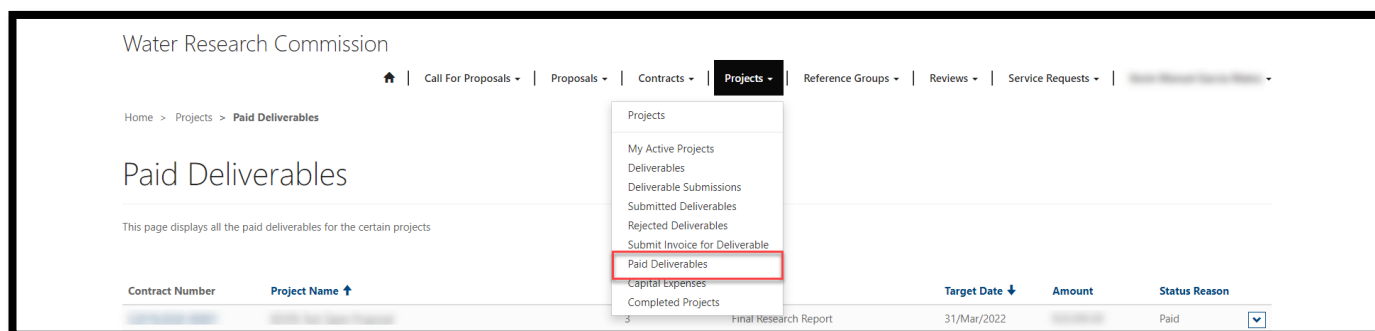 Water Research Commission
Call For Proposals Proposals Contracts Projects Reference Groups Reviews Service Requests
Home > Projects > Paid Deliverables
Projects
My Active Projects
Deliverables
Deliverable Submissions
Submitted Deliverables
Rejected Deliverables
Submit Invoice for Deliverable
Paid Deliverables
Capital Expenses
Completed Projects
Paid Deliverables
This page displays all the paid deliverables for the certain projects
Contract Number Project Name Target Date Amount Status Reason
3 Final Research Report 31/Mar/2022 Paid